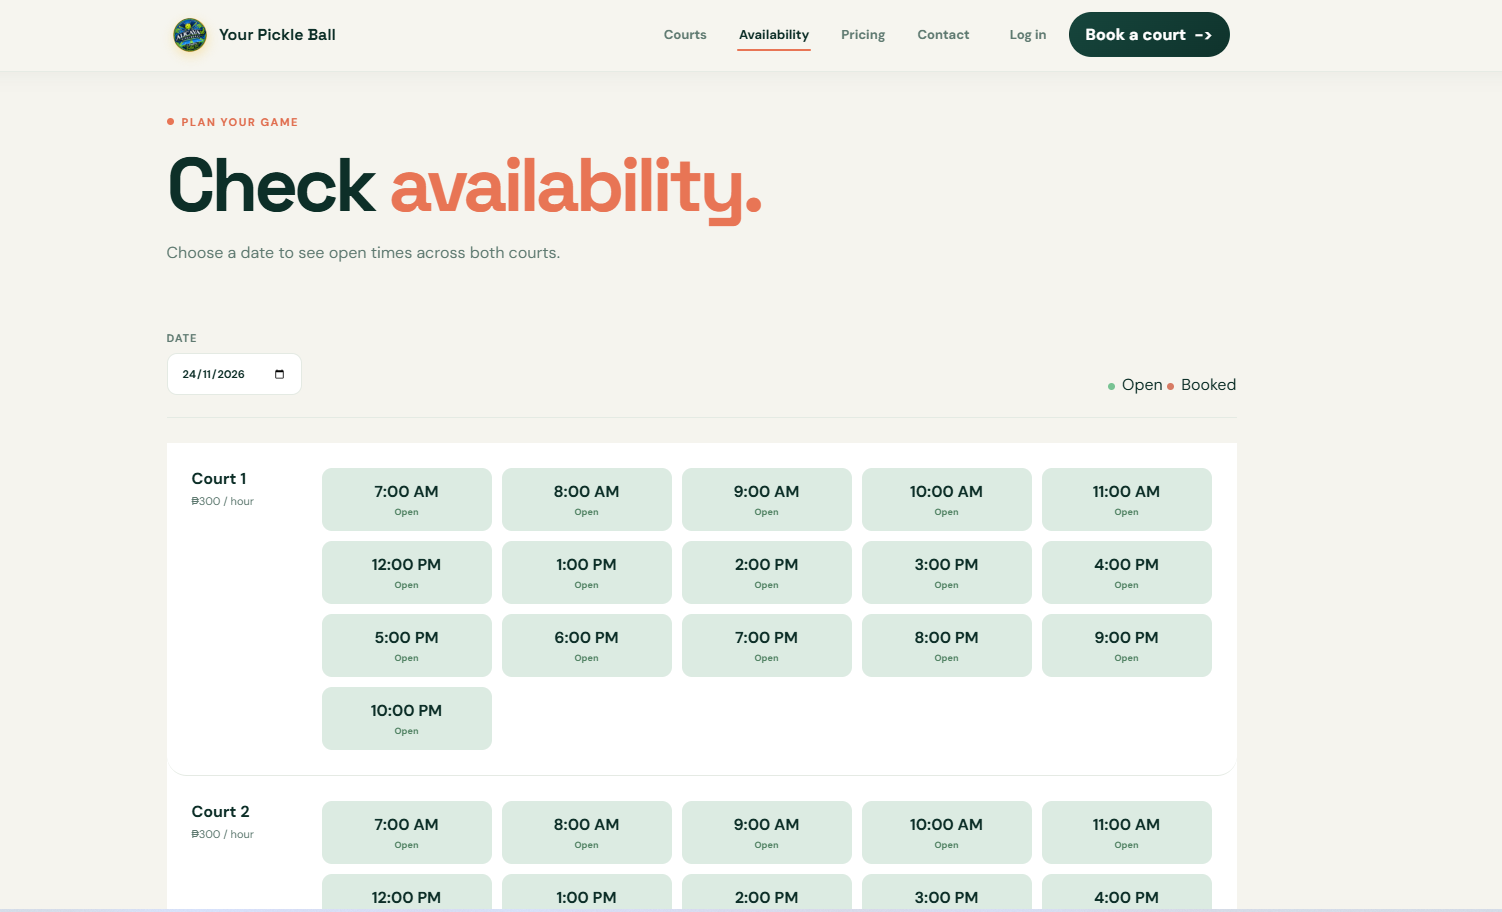 Your Pickle Ball
Courts Availability Pricing Contact Log in Book a court ->
PLAN YOUR GAME
Check availability.
Choose a date to see open times across both courts.
DATE
24/11/2026
Open Booked
Court 1
₱300 / hour
7:00 AM 8:00 AM 9:00 AM 10:00 AM 11:00 AM
Open Open Open Open Open
12:00 PM 1:00 PM 2:00 PM 3:00 PM 4:00 PM
Open Open Open Open Open
5:00 PM 6:00 PM 7:00 PM 8:00 PM 9:00 PM
Open Open Open Open Open
10:00 PM
Open
Court 2
₱300 / hour
7:00 AM 8:00 AM 9:00 AM 10:00 AM 11:00 AM
Open Open Open Open Open
12:00 PM 1:00 PM 2:00 PM 3:00 PM 4:00 PM